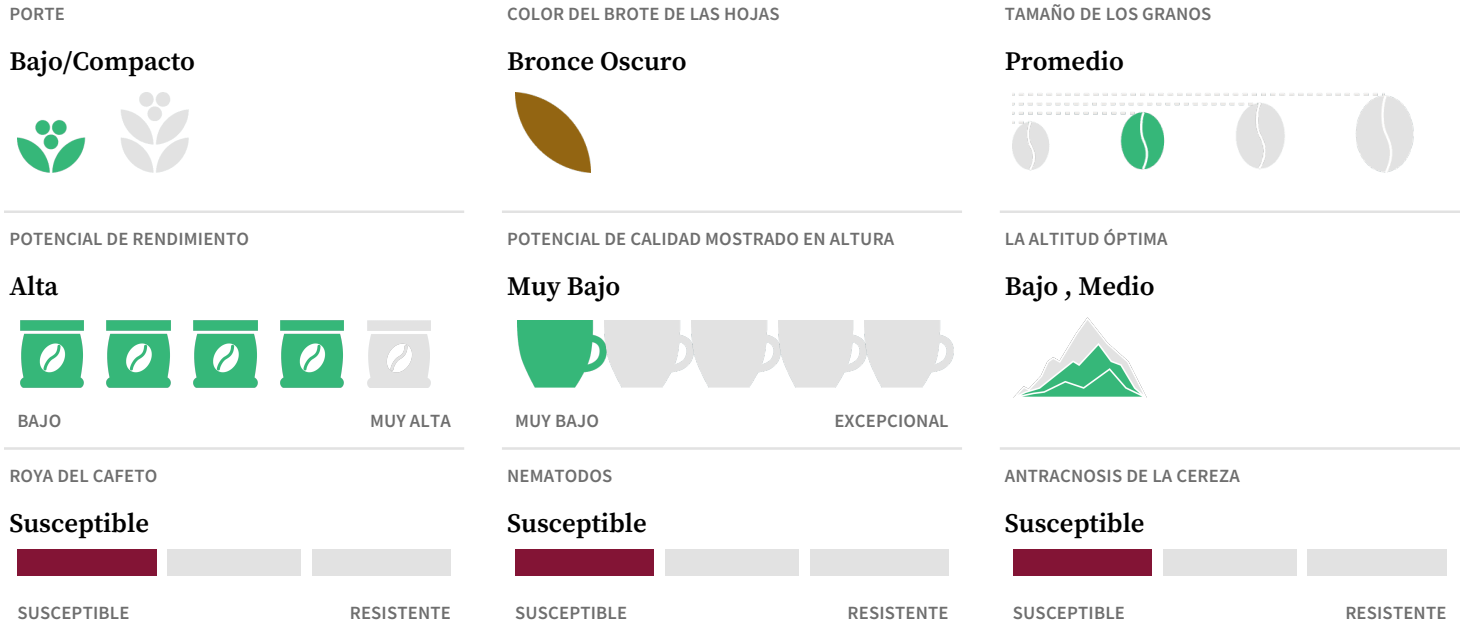 PORTE
Bajo/Compacto
COLOR DEL BROTE DE LAS HOJAS
Bronce Oscuro
TAMAÑO DE LOS GRANOS
Promedio
POTENCIAL DE RENDIMIENTO
Alta
BAJO
MUY ALTA
POTENCIAL DE CALIDAD MOSTRADO EN ALTURA
Muy Bajo
MUY BAJO
EXCEPCIONAL
LA ALTITUD ÓPTIMA
Bajo , Medio
ROYA DEL CAFETO
Susceptible
SUSCEPTIBLE
RESISTENTE
NEMATODOS
Susceptible
SUSCEPTIBLE
RESISTENTE
ANTRACNOSIS DE LA CEREZA
Susceptible
SUSCEPTIBLE
RESISTENTE